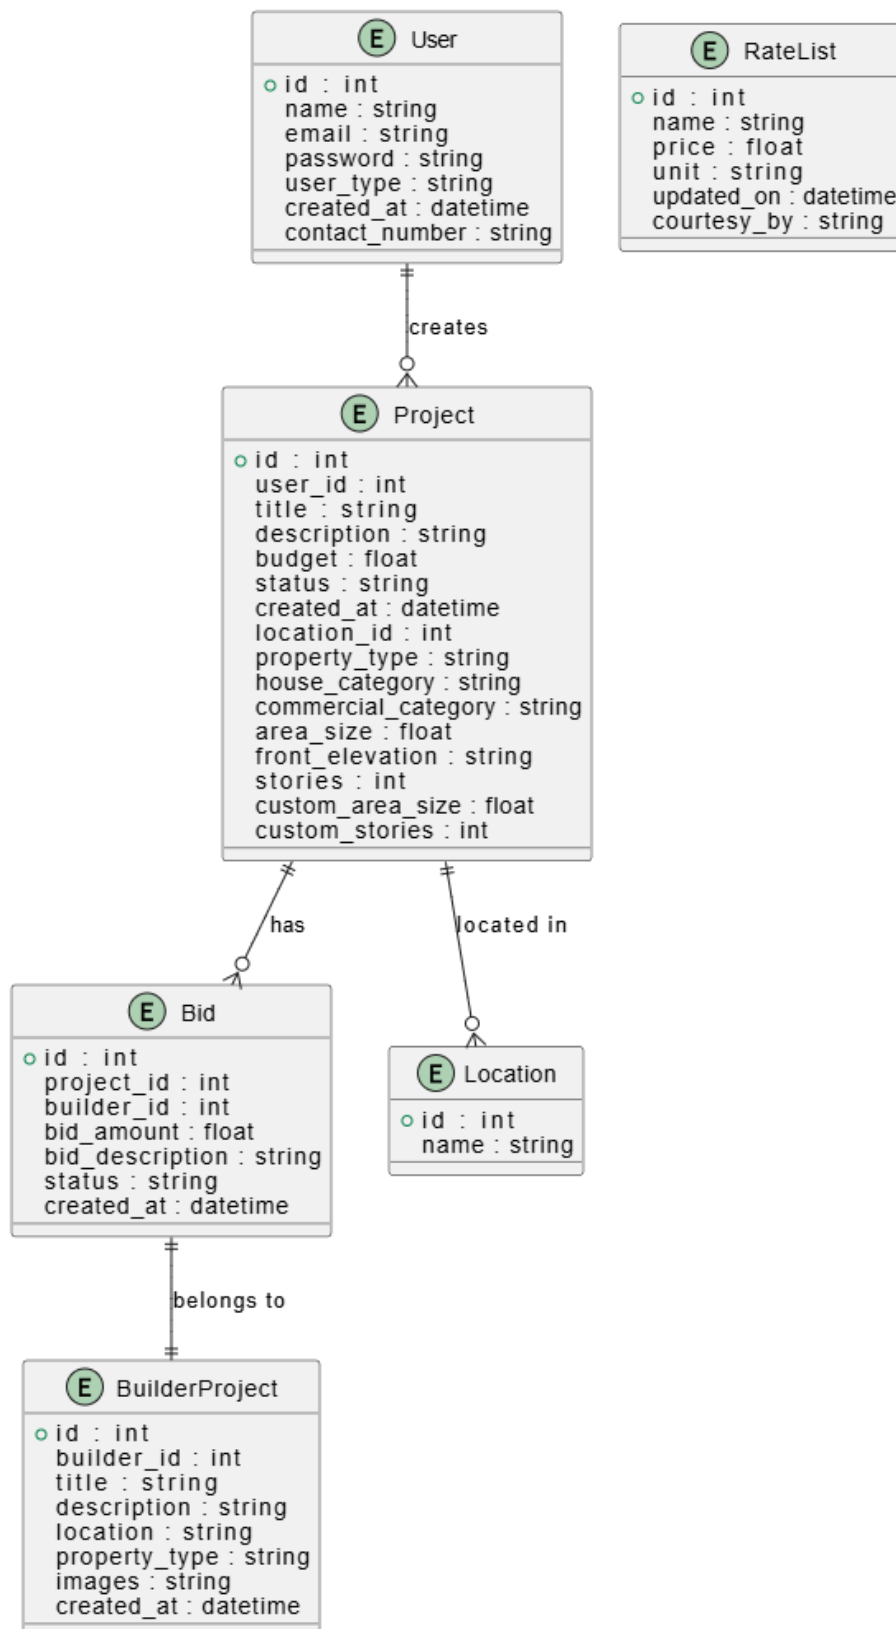 E User
id : int
name : string
email : string
password : string
user_type : string
created_at : datetime
contact_number : string
E RateList
id : int
name : string
price : float
unit : string
updated_on : datetime
courtesy_by : string
creates
E Project
id : int
user_id : int
title : string
description : string
budget : float
status : string
created_at : datetime
location_id : int
property_type : string
house_category : string
commercial_category : string
area_size : float
front_elevation : string
stories : int
custom_area_size : float
custom_stories : int
has
located in
E Bid
id : int
project_id : int
builder_id : int
bid_amount : float
bid_description : string
status : string
created_at : datetime
E Location
id : int
name : string
belongs to
E BuilderProject
id : int
builder_id : int
title : string
description : string
location : string
property_type : string
images : string
created_at : datetime